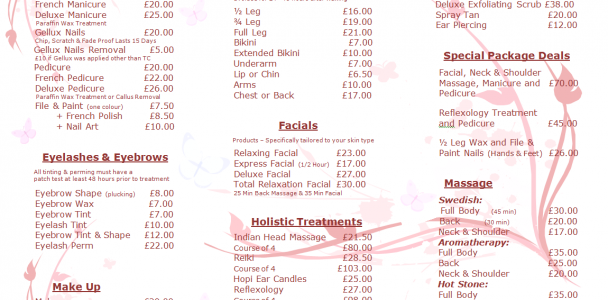 French Manicure £20.00
Deluxe Manicure £25.00
Paraffin Wax Treatment
Gellux Nails £20.00
Chip, Scratch & Fade Proof Lasts 15 Days
Gellux Nails Removal £5.00
£10 if Gellux was applied other than TC
Pedicure £20.00
French Pedicure £22.00
Deluxe Pedicure £26.00
Paraffin Wax Treatment or Callus Removal
File & Paint (one colour) £7.50
+ French Polish £8.50
+ Nail Art £10.00
Eyelashes & Eyebrows
All tinting & perming must have a
patch test at least 48 hours prior to treatment
Eyebrow Shape (plucking) £8.00
Eyebrow Wax £7.00
Eyebrow Tint £7.00
Eyelash Tint £10.00
Eyebrow Tint & Shape £12.00
Eyelash Perm £22.00
Make Up
½ Leg £16.00
¾ Leg £19.00
Full Leg £21.00
Bikini £7.00
Extended Bikini £10.00
Underarm £7.00
Lip or Chin £6.50
Arms £10.00
Chest or Back £17.00
Facials
Products – Specifically tailored to your skin type
Relaxing Facial £23.00
Express Facial (1/2 Hour) £17.00
Deluxe Facial £27.00
Total Relaxation Facial £30.00
25 Min Back Massage & 35 Min Facial
Holistic Treatments
Indian Head Massage £21.50
Course of 4 £80.00
Reiki £28.50
Course of 4 £103.00
Hopi Ear Candles £25.00
Reflexology £27.00
Course of 4 £98.00
Deluxe Exfoliating Scrub £38.00
Spray Tan £20.00
Ear Piercing £12.00
Special Package Deals
Facial, Neck & Shoulder
Massage, Manicure and £70.00
Pedicure
Reflexology Treatment
and Pedicure £45.00
½ Leg Wax and File &
Paint Nails (Hands & Feet) £26.00
Massage
Swedish:
Full Body (45 min) £30.00
Back (30 min) £20.00
Neck & Shoulder £17.00
Aromatherapy:
Full Body £35.00
Back £25.00
Neck & Shoulder £20.00
Hot Stone:
Full Body £35.00